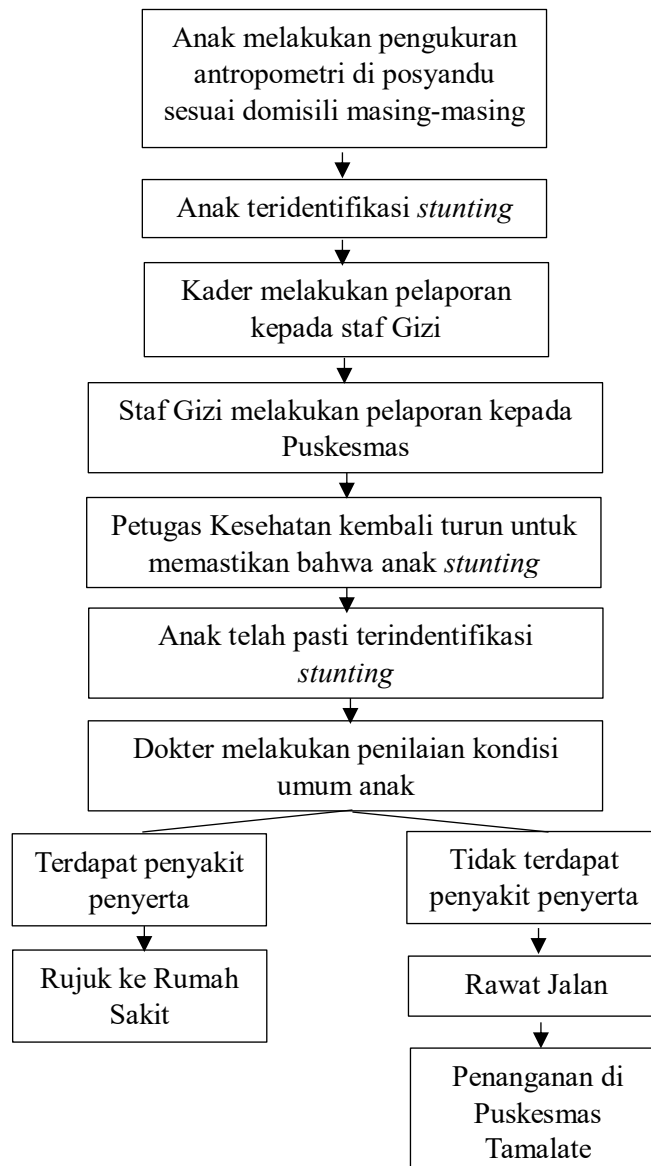 Anak melakukan pengukuran
antropometri di posyandu
sesuai domisili masing-masing
Anak teridentifikasi stunting
Kader melakukan pelaporan
kepada staf Gizi
Staf Gizi melakukan pelaporan kepada
Puskesmas
Petugas Kesehatan kembali turun untuk
memastikan bahwa anak stunting
Anak telah pasti terindentifikasi
stunting
Dokter melakukan penilaian kondisi
umum anak
Terdapat penyakit
penyerta
Rujuk ke Rumah
Sakit
Tidak terdapat
penyakit penyerta
Rawat Jalan
Penanganan di
Puskesmas
Tamalate